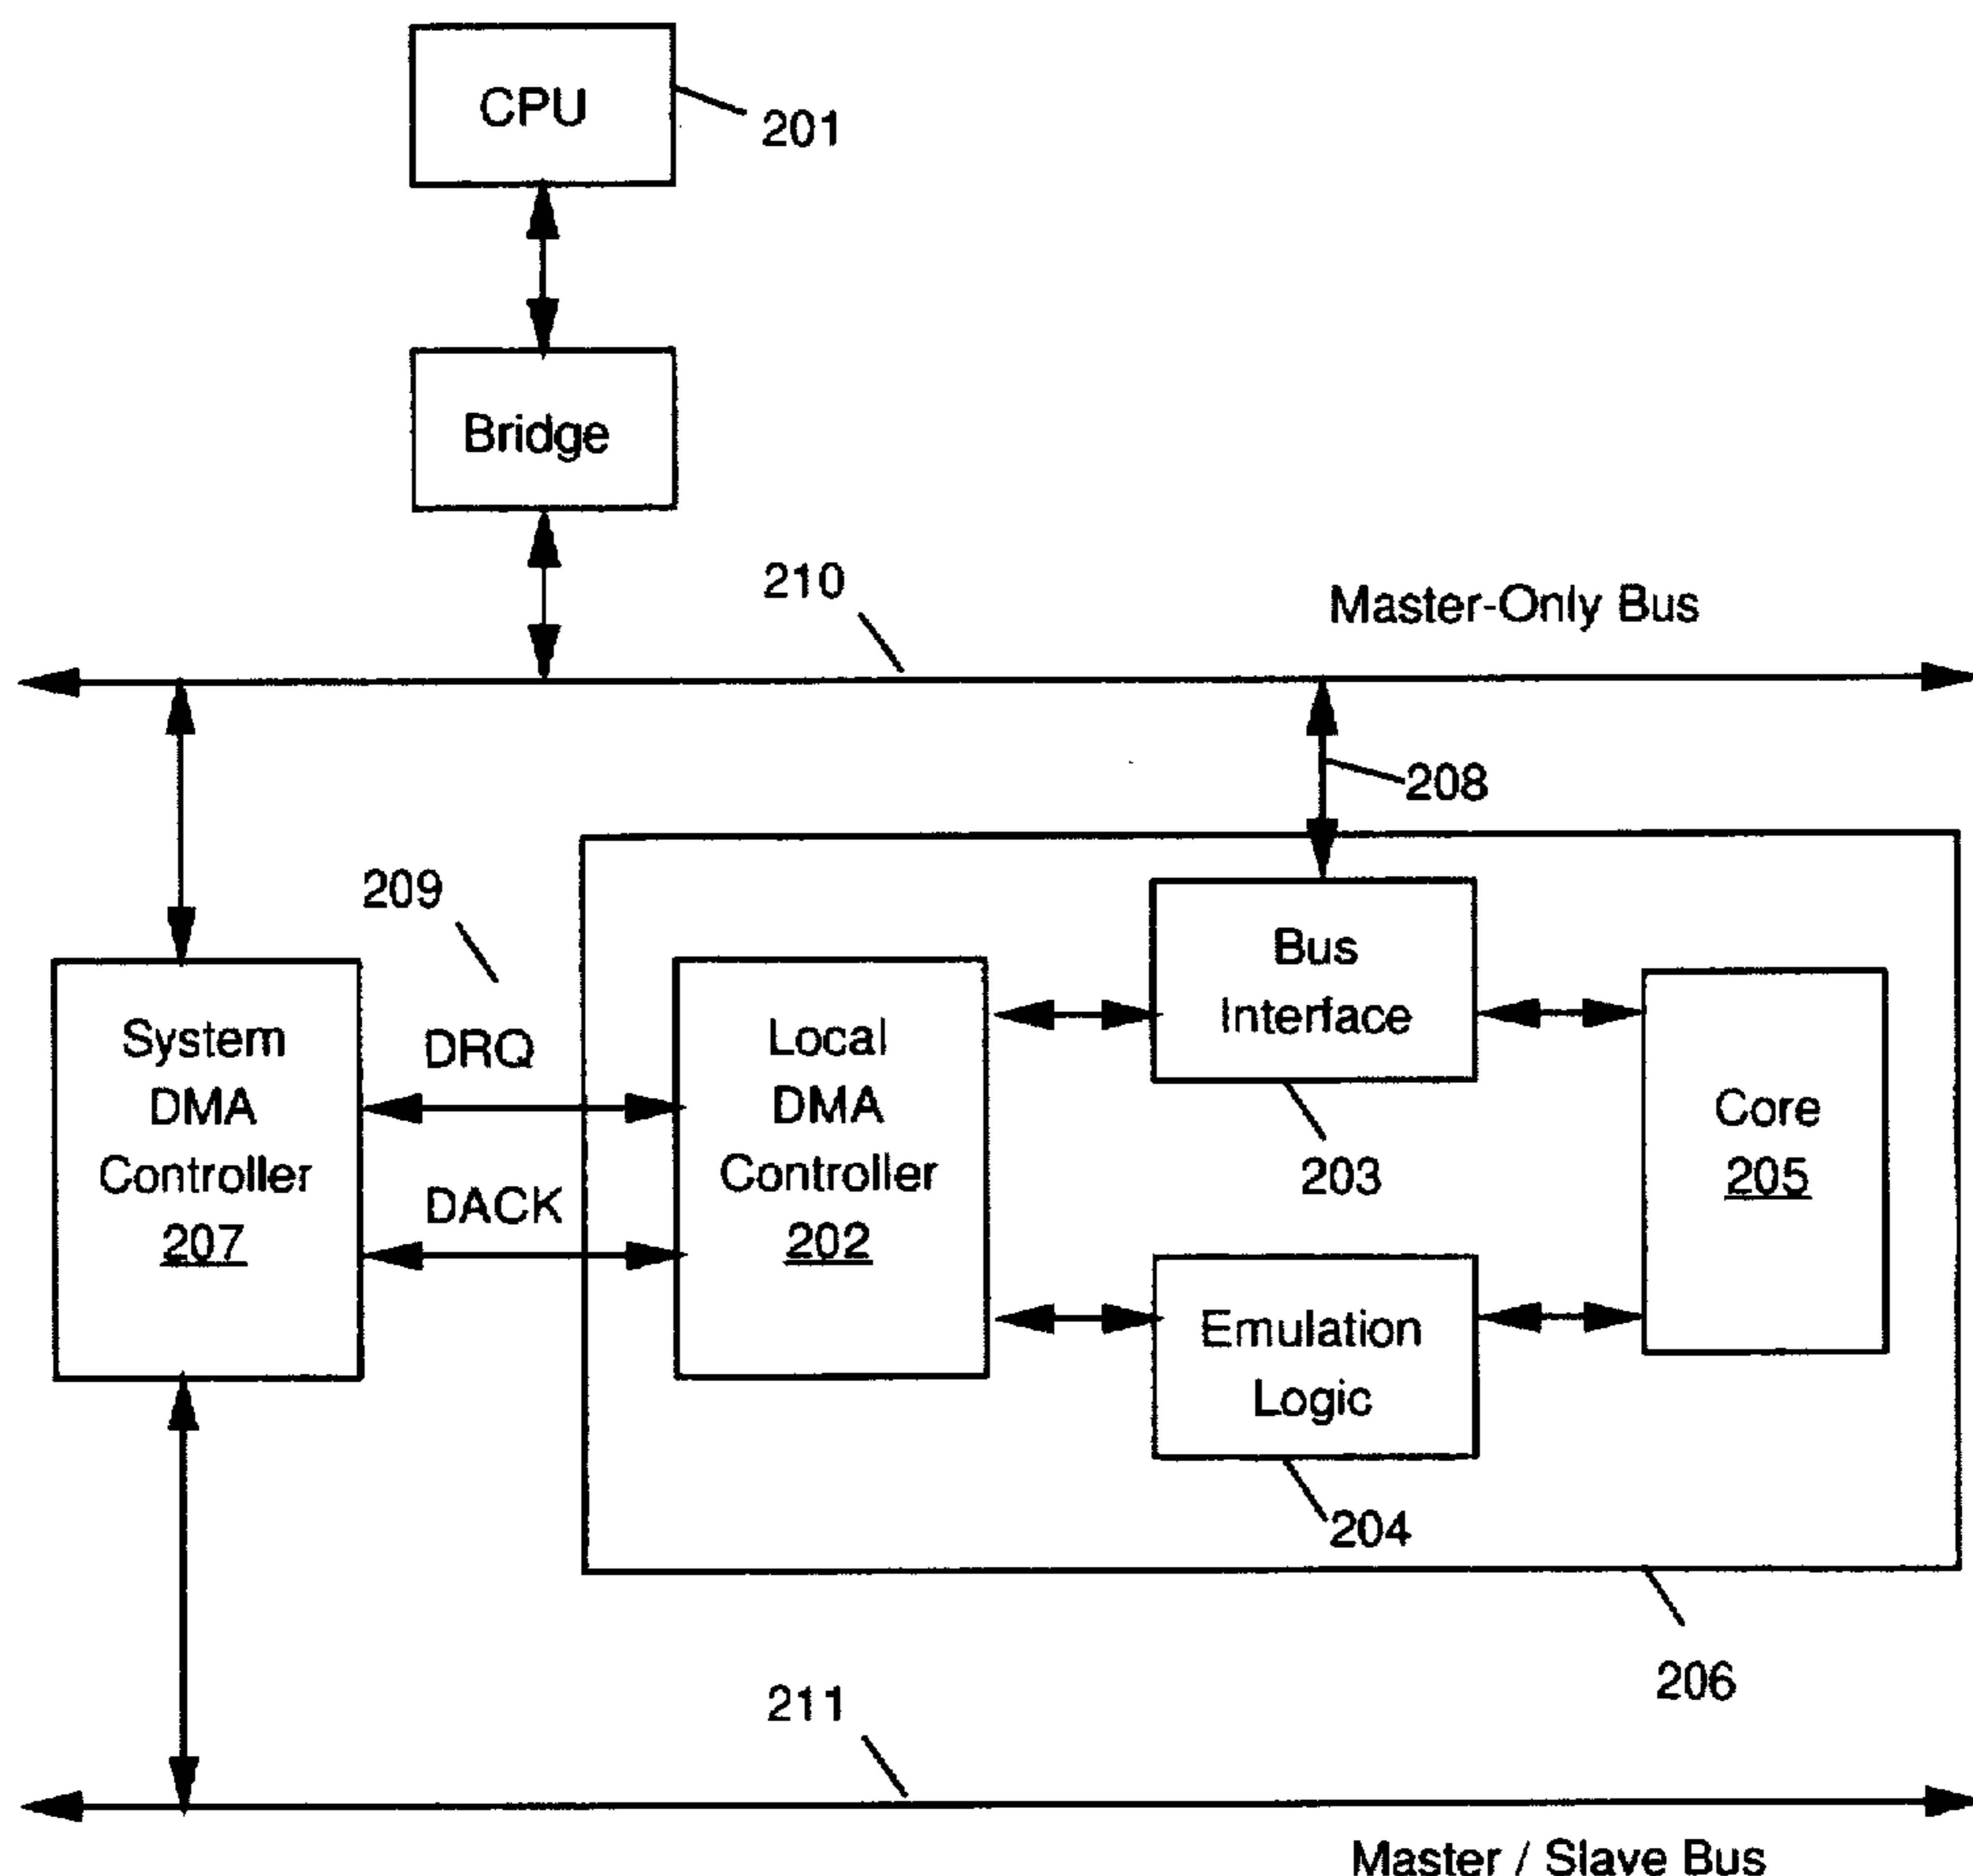 CPU
201
Bridge
210
Master-Only Bus
208
209
System
DMA
Controller
207
DRQ
DACK
Local
DMA
Controller
202
Bus
Interface
203
Core
205
Emulation
Logic
204
206
211
Master / Slave Bus